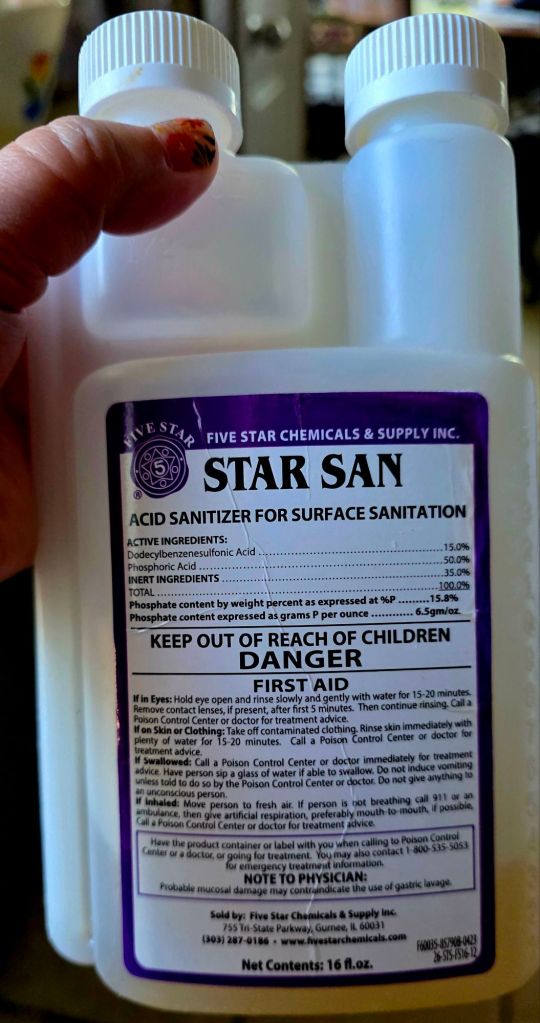 FIVE STAR
5
®
FIVE STAR CHEMICALS & SUPPLY INC.
STAR SAN
ACID SANITIZER FOR SURFACE SANITATION
ACTIVE INGREDIENTS:
Dodecylbenzenesulfonic Acid ..... 15.0%
Phosphoric Acid ..... 50.0%
INERT INGREDIENTS ..... 35.0%
TOTAL ..... 100.0%
Phosphate content by weight percent as expressed at %P ..... 15.8%
Phosphate content expressed as grams P per ounce ..... 6.5gm/oz.
KEEP OUT OF REACH OF CHILDREN
DANGER
FIRST AID
If in Eyes: Hold eye open and rinse slowly and gently with water for 15-20 minutes.
Remove contact lenses, if present, after first 5 minutes. Then continue rinsing. Call a
Poison Control Center or doctor for treatment advice.
If on Skin or Clothing: Take off contaminated clothing. Rinse skin immediately with
plenty of water for 15-20 minutes. Call a Poison Control Center or doctor for
treatment advice.
If Swallowed: Call a Poison Control Center or doctor immediately for treatment
advice. Have person sip a glass of water if able to swallow. Do not induce vomiting
unless told to do so by the Poison Control Center or doctor. Do not give anything to
an unconscious person.
If inhaled: Move person to fresh air. If person is not breathing call 911 or an
ambulance, then give artificial respiration, preferably mouth-to-mouth, if possible.
Call a Poison Control Center or doctor for treatment advice.
Have the product container or label with you when calling to Poison Control
Center or a doctor, or going for treatment. You may also contact 1-800-535-5053
for emergency treatment information.
NOTE TO PHYSICIAN:
Probable mucosal damage may contraindicate the use of gastric lavage.
Sold by: Five Star Chemicals & Supply Inc.
755 Tri-State Parkway, Gurnee, IL 60031
(303) 287-0186 • www.fivestarchemicals.com
Net Contents: 16 fl.oz.
F60035-85790B-0423
26-STS-FS16-12